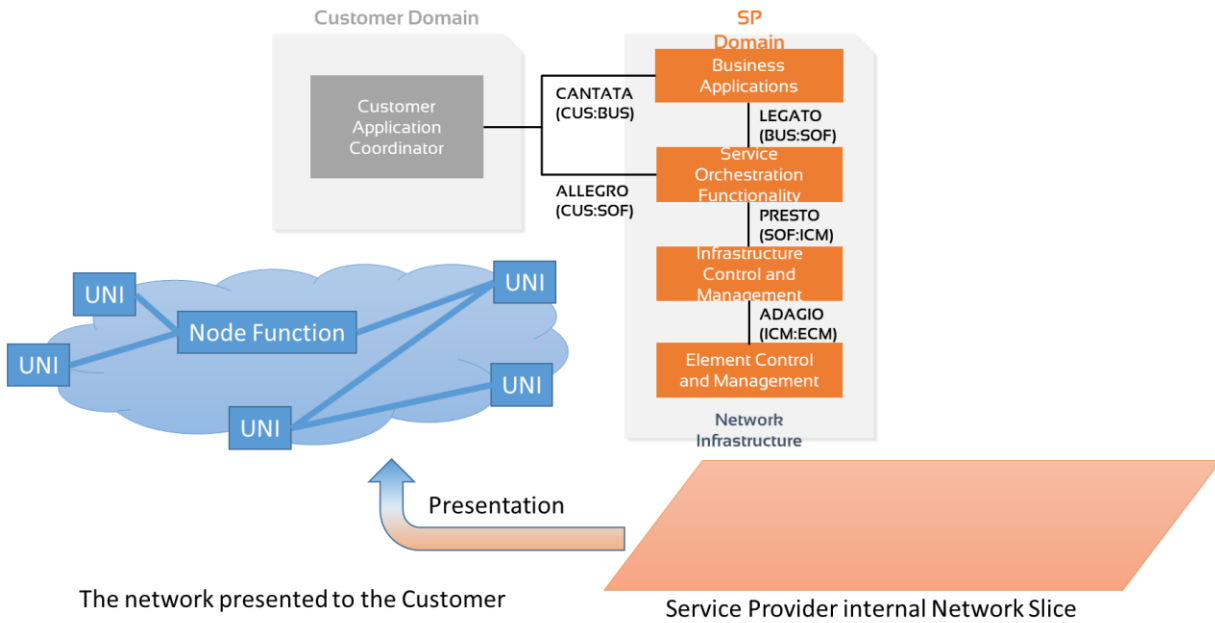 Customer Domain
SP
Domain
Customer
Application
Coordinator
CANTATA
(CUS:BUS)
ALLEGRO
(CUS:SOF)
Business
Applications
LEGATO
(BUS:SOF)
Service
Orchestration
Functionality
PRESTO
(SOF:ICM)
Infrastructure
Control and
Management
ADAGIO
(ICM:ECM)
Element Control
and Management
Network
Infrastructure
UNI
UNI
Node Function
UNI
UNI
UNI
Presentation
The network presented to the Customer
Service Provider internal Network Slice